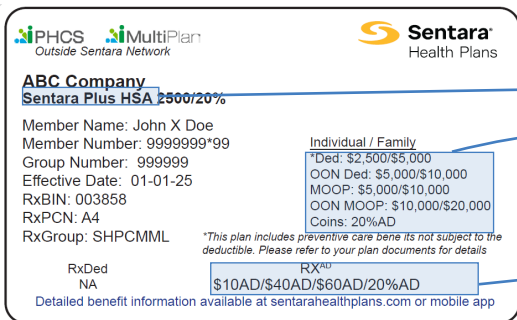 PHCS MultiPlan
Outside Sentara Network
Sentara®
Health Plans
ABC Company
Sentara Plus HSA 2500/20%
Member Name: John X Doe
Member Number: 9999999*99
Group Number: 999999
Effective Date: 01-01-25
RxBIN: 003858
RxPCN: A4
RxGroup: SHPCMML
Individual / Family
*Ded: $2,500/$5,000
OON Ded: $5,000/$10,000
MOOP: $5,000/$10,000
OON MOOP: $10,000/$20,000
Coins: 20%AD
*This plan includes preventive care bene its not subject to the
deductible. Please refer to your plan documents for details
RxDed
NA
RX^AD
$10AD/$40AD/$60AD/20%AD
Detailed benefit information available at sentarahealthplans.com or mobile app